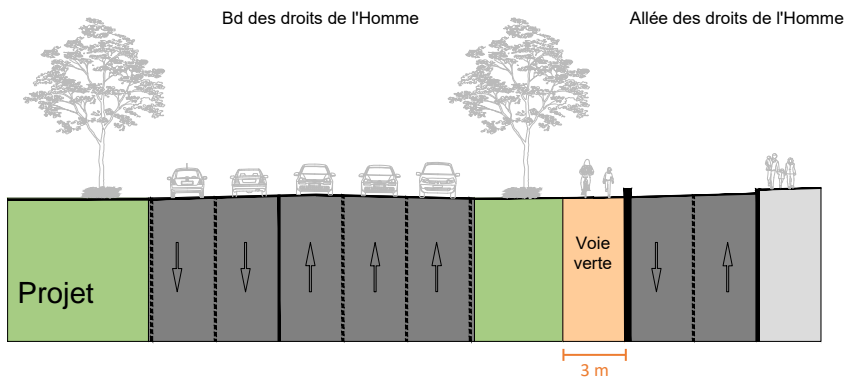 Bd des droits de l'Homme
Allée des droits de l'Homme
Projet
Voie
verte
3 m